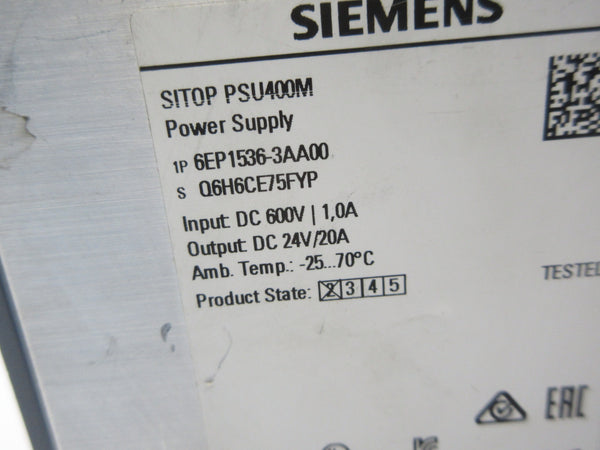 SIEMENS
SITOP PSU400M
Power Supply
1P 6EP1536-3AA00
S Q6H6CE75FYP
Input: DC 600V | 1,0A
Output: DC 24V/20A
Amb. Temp.: -25...70°C
TESTED
Product State: 2 3 4 5
EAC